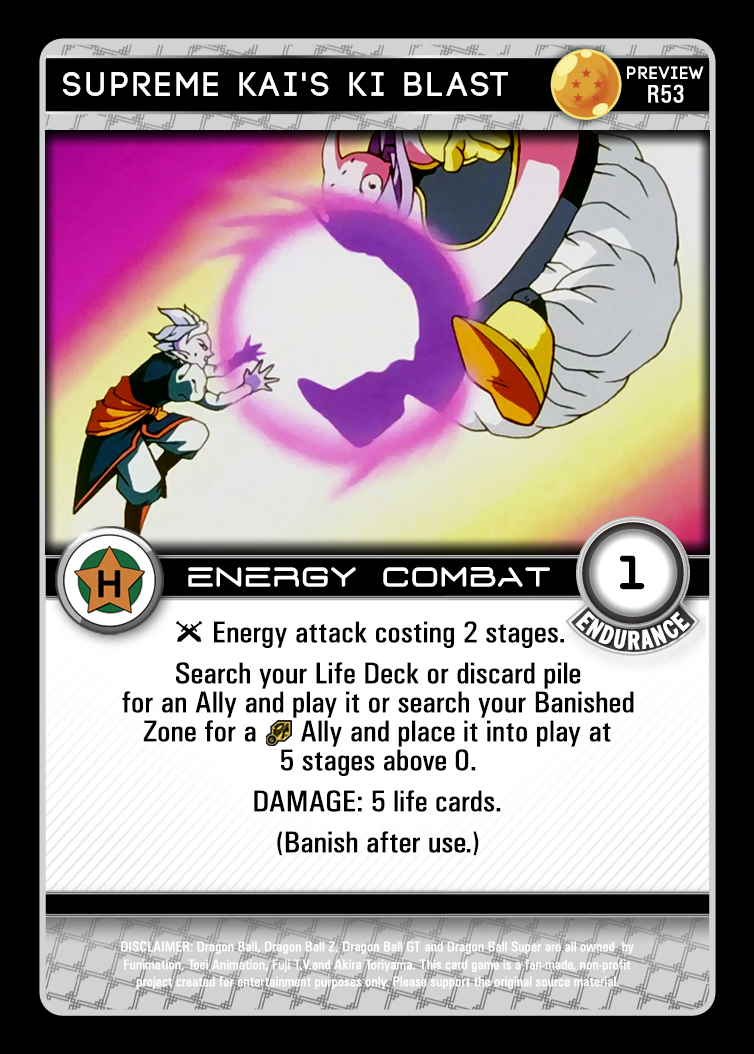 SUPREME KAI'S KI BLAST
PREVIEW
R53
H
ENERGY COMBAT
1
ENDURANCE
Energy attack costing 2 stages.
Search your Life Deck or discard pile
for an Ally and play it or search your Banished
Zone for a Ally and place it into play at
5 stages above 0.
DAMAGE: 5 life cards.
(Banish after use.)
DISCLAIMER: Dragon Ball, Dragon Ball Z, Dragon Ball GT and Dragon Ball Super are all owned by
Funimation, Toei Animation, Fuji T.V.and Akira Toriyama. This card game is a fan-made, non-profit
project created for entertainment purposes only. Please support the original source material.